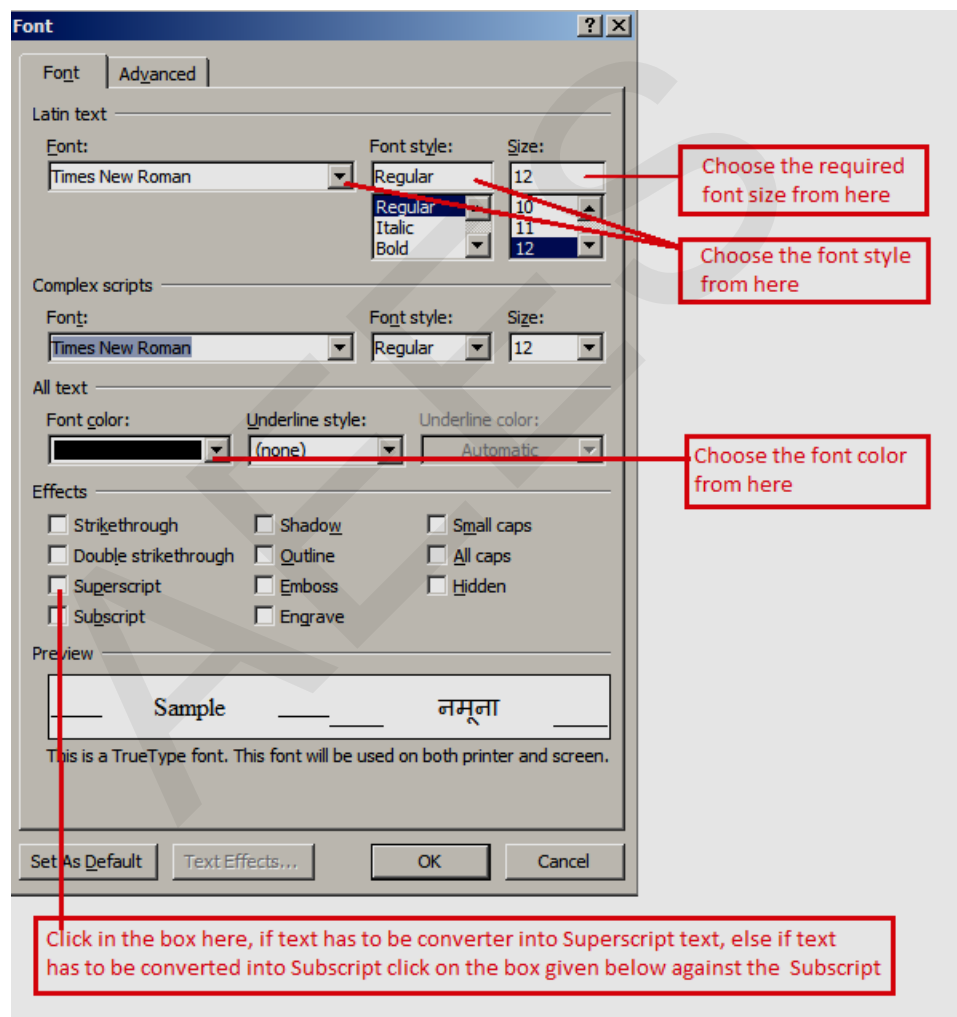 Font
Font Advanced
Latin text
Font: Font style: Size:
Choose the required
font size from here
Times New Roman Regular 12
Regular 10
Italic 11
Bold 12
Choose the font style
from here
Complex scripts
Font: Font style: Size:
Times New Roman Regular 12
All text
Font color: Underline style: Underline color:
(none) Automatic
Choose the font color
from here
Effects
Strikethrough Shadow Small caps
Double strikethrough Outline All caps
Superscript Emboss Hidden
Subscript Engrave
Preview
Sample नमूना
This is a TrueType font. This font will be used on both printer and screen.
Set As Default Text Effects... OK Cancel
Click in the box here, if text has to be converter into Superscript text, else if text
has to be converted into Subscript click on the box given below against the Subscript
AEES